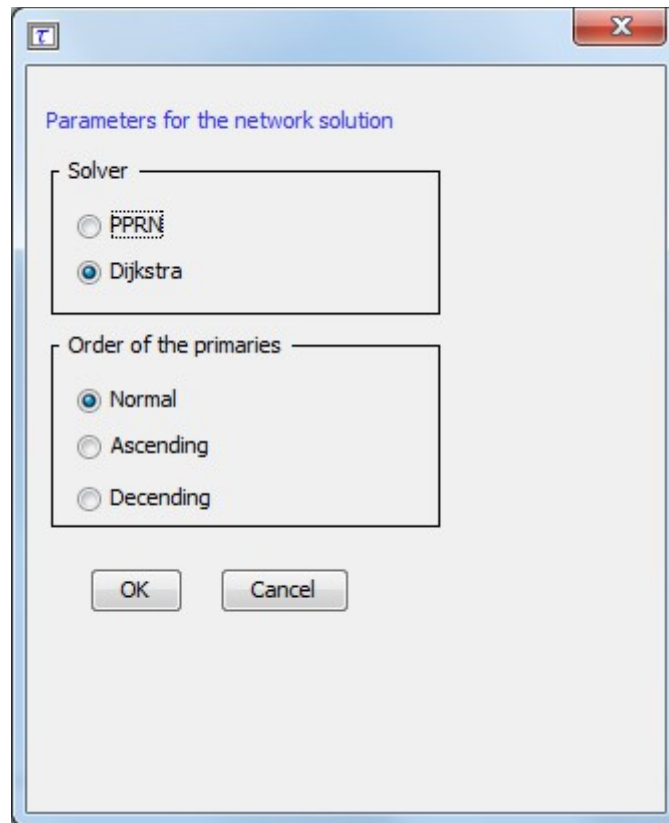 τ
Parameters for the network solution
Solver
PPRN
Dijkstra
Order of the primaries
Normal
Ascending
Decending
OK Cancel